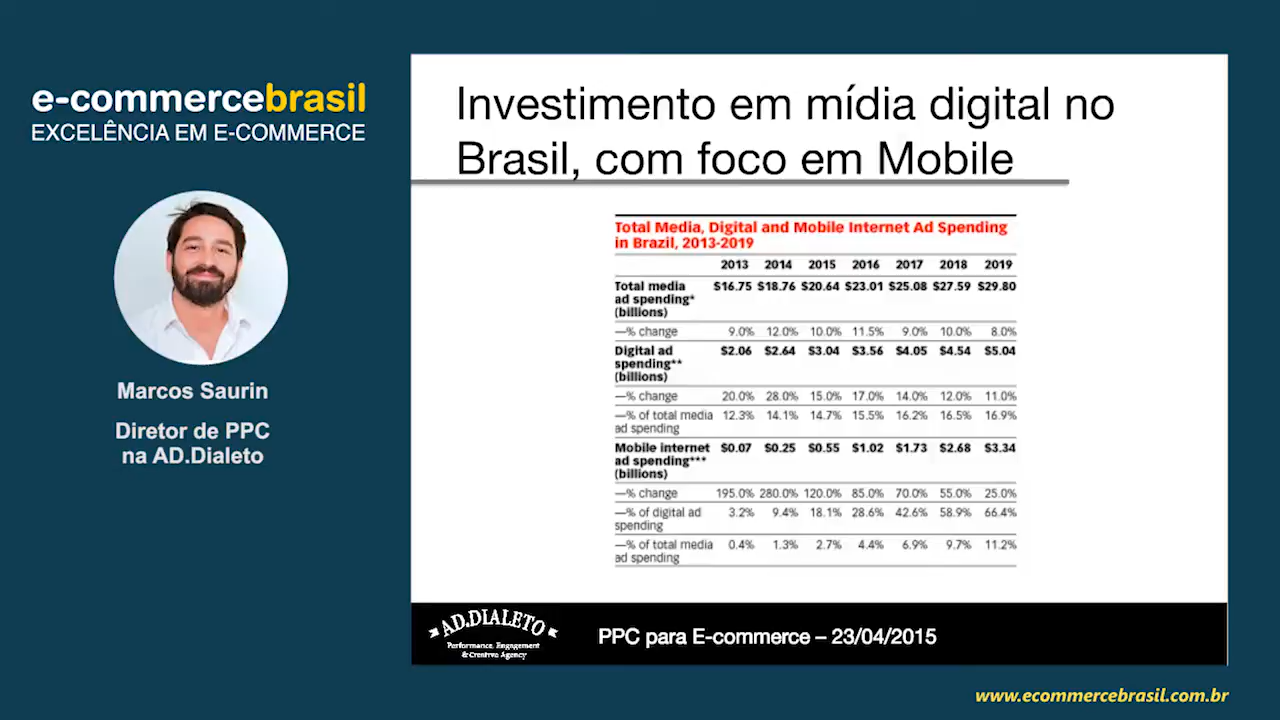 e-commercebrasil
EXCELÊNCIA EM E-COMMERCE
Marcos Saurin
Diretor de PPC
na AD.Dialeto
Investimento em mídia digital no
Brasil, com foco em Mobile
Total Media, Digital and Mobile Internet Ad Spending
in Brazil, 2013-2019
2013 2014 2015 2016 2017 2018 2019
Total media $16.75 $18.76 $20.64 $23.01 $25.08 $27.59 $29.80
ad spending*
(billions)
—% change 9.0% 12.0% 10.0% 11.5% 9.0% 10.0% 8.0%
Digital ad $2.06 $2.64 $3.04 $3.56 $4.05 $4.54 $5.04
spending**
(billions)
—% change 20.0% 28.0% 15.0% 17.0% 14.0% 12.0% 11.0%
—% of total media 12.3% 14.1% 14.7% 15.5% 16.2% 16.5% 16.9%
ad spending
Mobile internet $0.07 $0.25 $0.55 $1.02 $1.73 $2.68 $3.34
ad spending***
(billions)
—% change 195.0% 280.0% 120.0% 85.0% 70.0% 55.0% 25.0%
—% of digital ad 3.2% 9.4% 18.1% 28.6% 42.6% 58.9% 66.4%
spending
—% of total media 0.4% 1.3% 2.7% 4.4% 6.9% 9.7% 11.2%
ad spending
AD.DIALETO
Performance, Engagement
& Creative Agency
PPC para E-commerce – 23/04/2015
www.ecommercebrasil.com.br